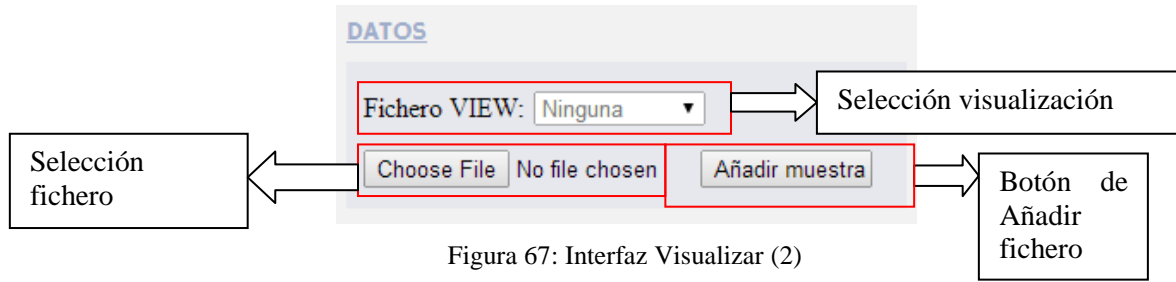 DATOS
Fichero VIEW: Ninguna
Selección visualización
Selección
fichero
Choose File No file chosen
Añadir muestra
Botón de
Añadir
fichero
Figura 67: Interfaz Visualizar (2)